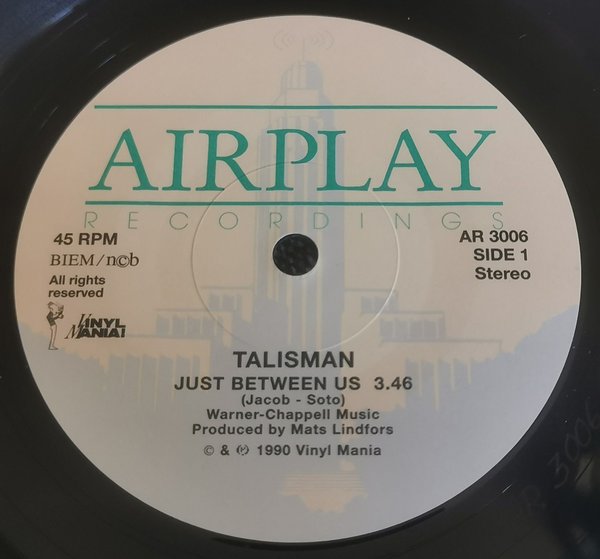 AIRPLAY
RECORDINGS
45 RPM
BIEM/n©b
All rights
reserved
VINYL
MANIA!
AR 3006
SIDE 1
Stereo
TALISMAN
JUST BETWEEN US 3.46
(Jacob - Soto)
Warner-Chappell Music
Produced by Mats Lindfors
© & ℗ 1990 Vinyl Mania
3006